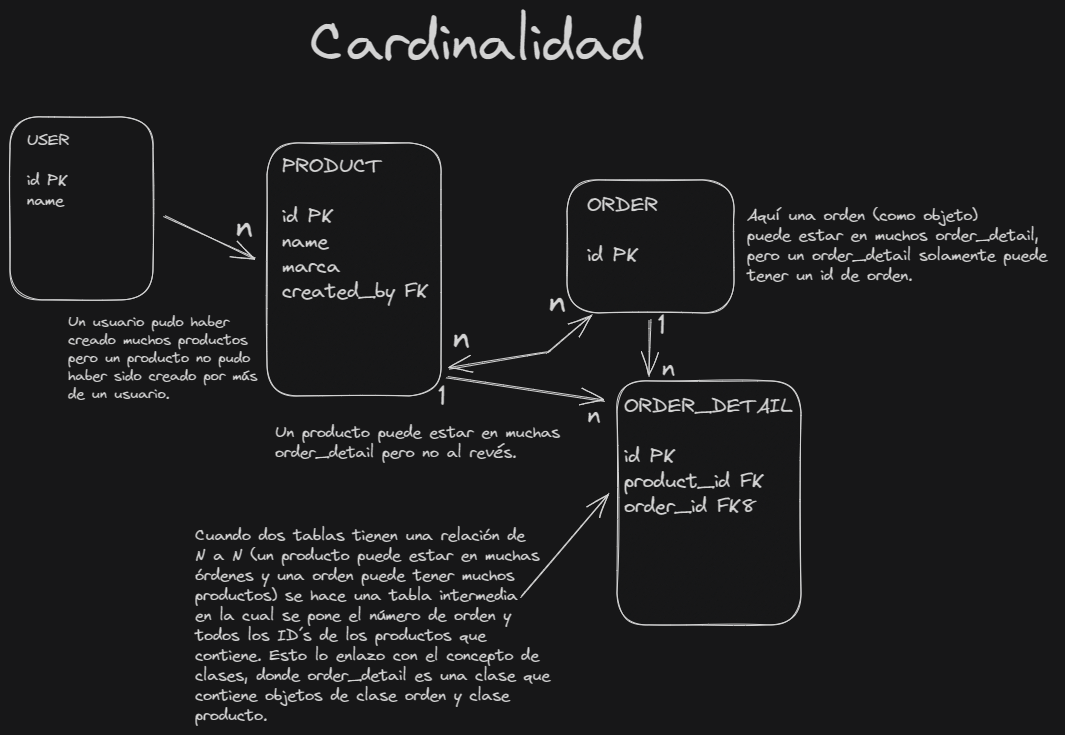 Cardinalidad
USER
id PK
name
n
Un usuario pudo haber
creado muchos productos
pero un producto no pudo
haber sido creado por más
de un usuario.
PRODUCT
id PK
name
marca
created_by FK
n
n
1
n
Un producto puede estar en muchas
order_detail pero no al revés.
ORDER
id PK
Aquí una orden (como objeto)
puede estar en muchos order_detail,
pero un order_detail solamente puede
tener un id de orden.
1
n
ORDER_DETAIL
id PK
product_id FK
order_id FK8
Cuando dos tablas tienen una relación de
N a N (un producto puede estar en muchas
órdenes y una orden puede tener muchos
productos) se hace una tabla intermedia
en la cual se pone el número de orden y
todos los ID´s de los productos que
contiene. Esto lo enlazo con el concepto de
clases, donde order_detail es una clase que
contiene objetos de clase orden y clase
producto.